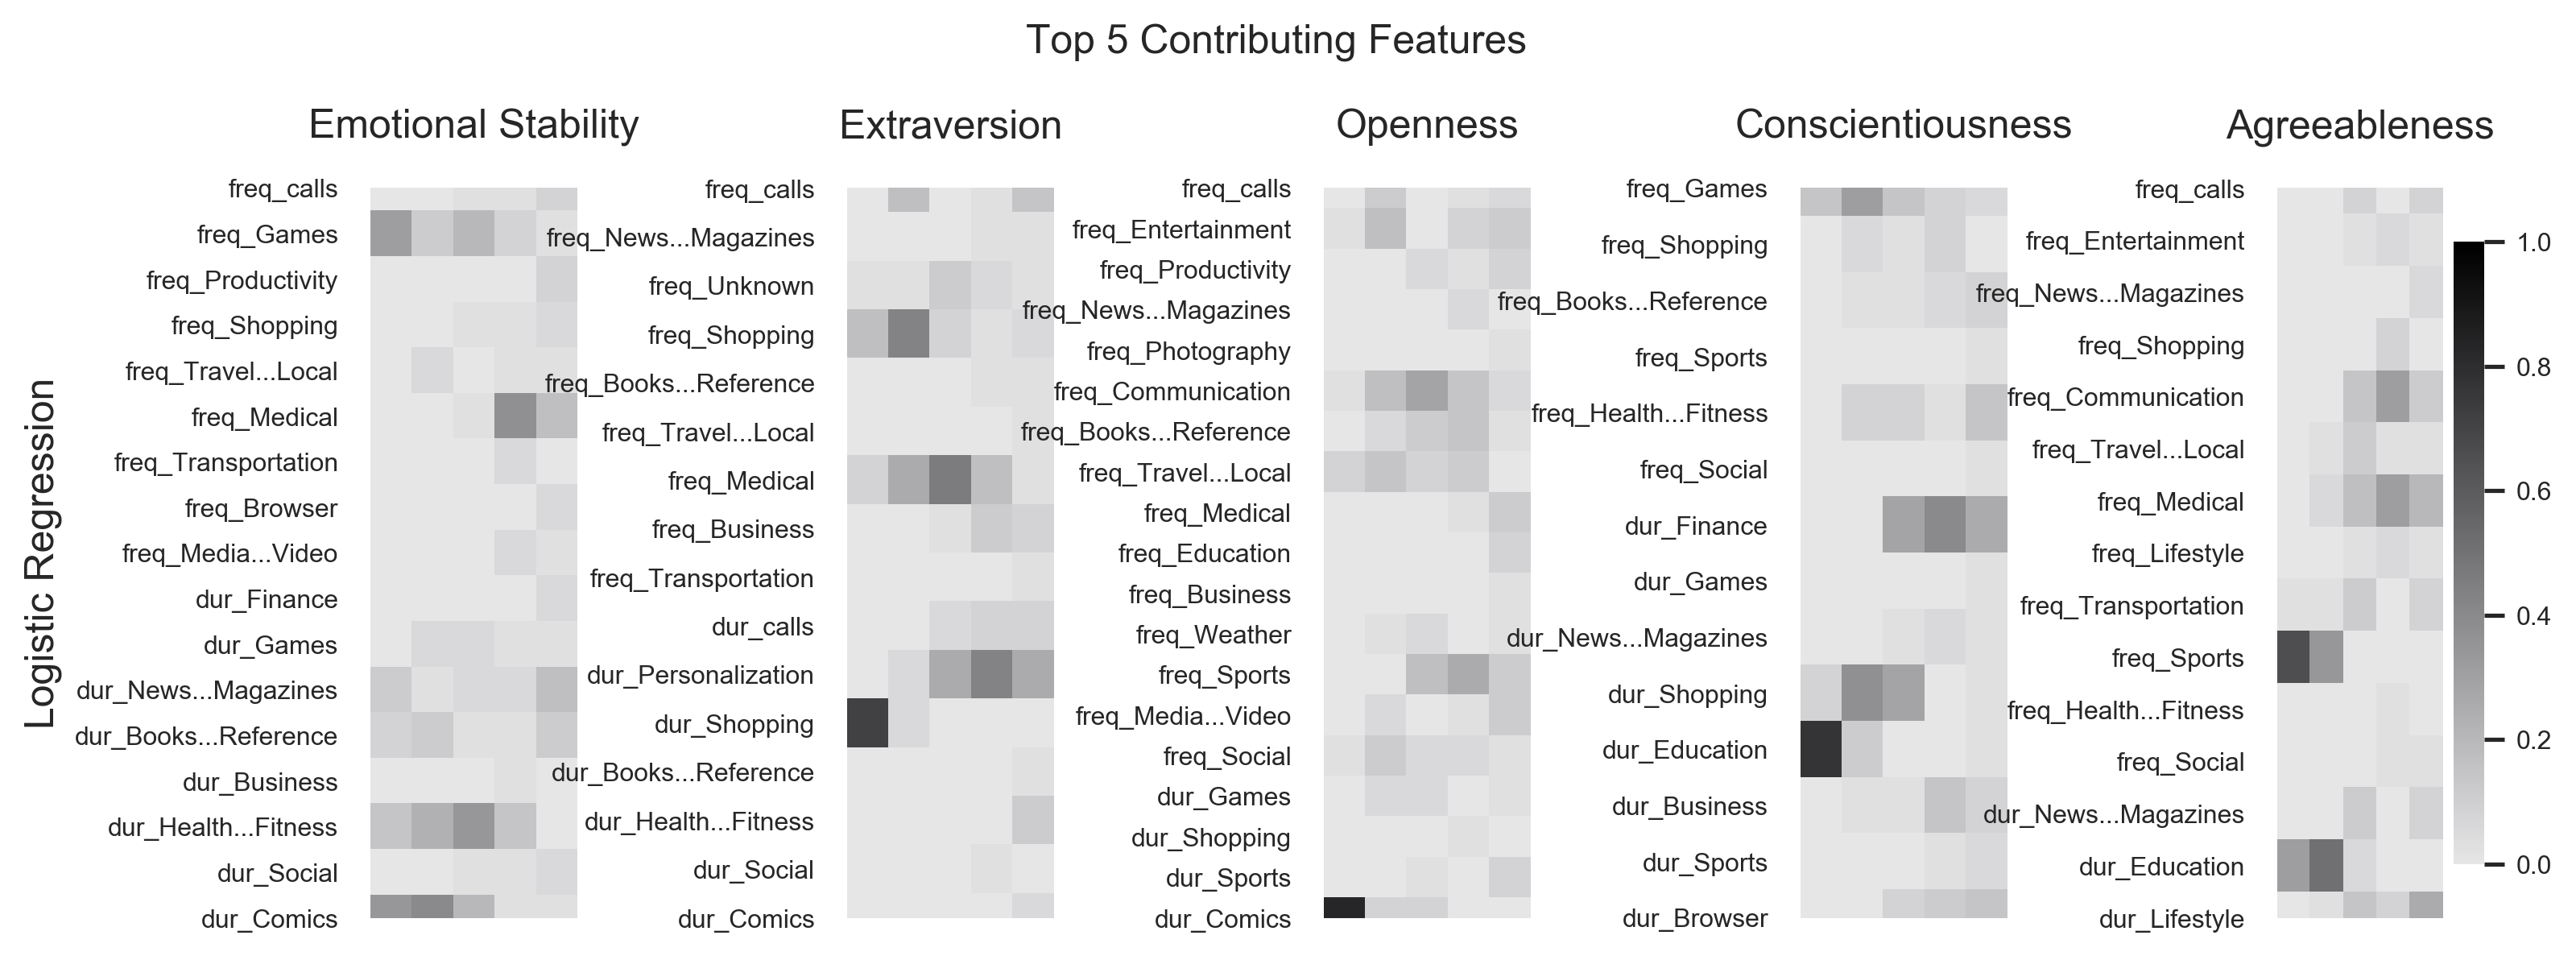 Top 5 Contributing Features
Logistic Regression
Emotional Stability
freq_calls
freq_Games
freq_Productivity
freq_Shopping
freq_Travel...Local
freq_Medical
freq_Transportation
freq_Browser
freq_Media...Video
dur_Finance
dur_Games
dur_News...Magazines
dur_Books...Reference
dur_Business
dur_Health...Fitness
dur_Social
dur_Comics
Extraversion
freq_calls
freq_News...Magazines
freq_Unknown
freq_Shopping
freq_Books...Reference
freq_Travel...Local
freq_Medical
freq_Business
freq_Transportation
dur_calls
dur_Personalization
dur_Shopping
dur_Books...Reference
dur_Health...Fitness
dur_Social
dur_Comics
Openness
freq_calls
freq_Entertainment
freq_Productivity
freq_News...Magazines
freq_Photography
freq_Communication
freq_Books...Reference
freq_Travel...Local
freq_Medical
freq_Education
freq_Business
freq_Weather
freq_Sports
freq_Media...Video
freq_Social
dur_Games
dur_Shopping
dur_Sports
dur_Comics
Conscientiousness
freq_Games
freq_Shopping
freq_Books...Reference
freq_Sports
freq_Health...Fitness
freq_Social
dur_Finance
dur_Games
dur_News...Magazines
dur_Shopping
dur_Education
dur_Business
dur_Sports
dur_Browser
Agreeableness
freq_calls
freq_Entertainment
freq_News...Magazines
freq_Shopping
freq_Communication
freq_Travel...Local
freq_Medical
freq_Lifestyle
freq_Transportation
freq_Sports
freq_Health...Fitness
freq_Social
dur_News...Magazines
dur_Education
dur_Lifestyle
1.0
0.8
0.6
0.4
0.2
0.0